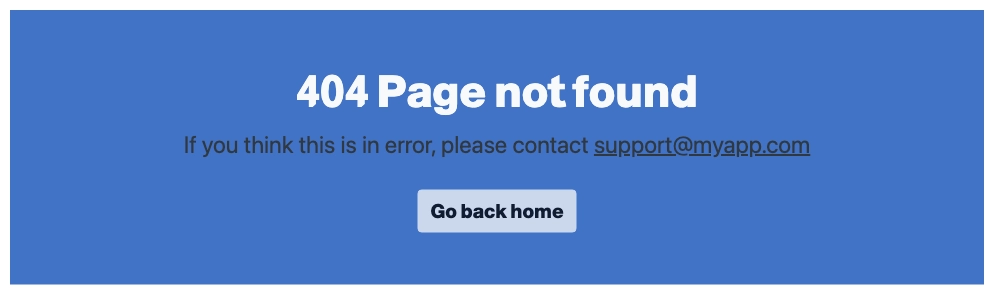 404 Page not found
If you think this is in error, please contact support@myapp.com
Go back home